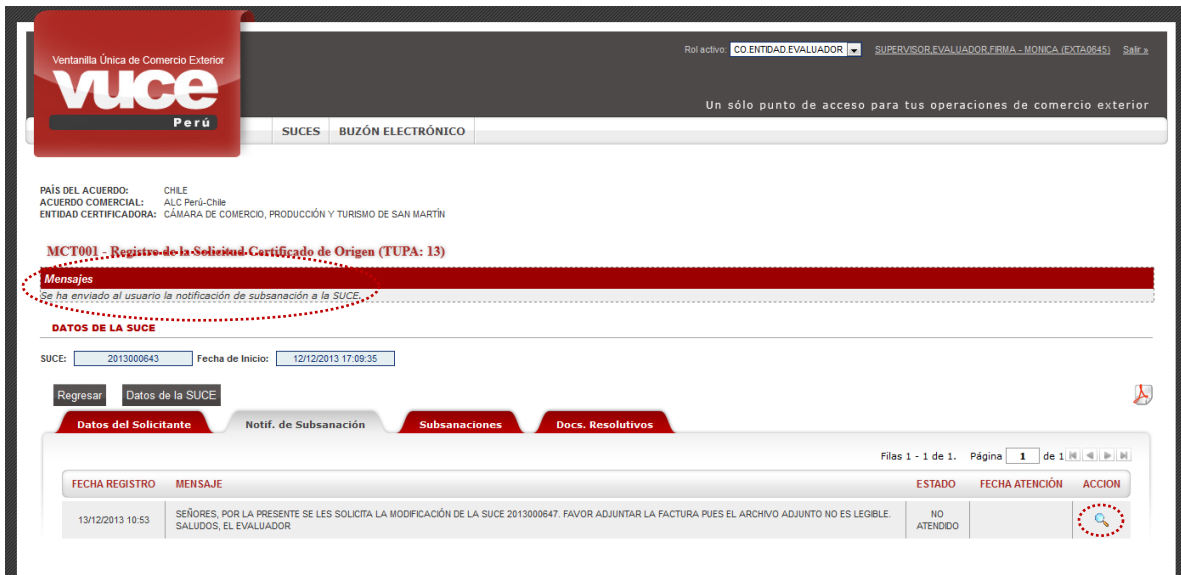 Ventanilla Única de Comercio Exterior
vuce
Perú
Rol activo: CO.ENTIDAD.EVALUADOR SUPERVISOR,EVALUADOR,FIRMA - MONICA (EXTA0645) Salir »
Un sólo punto de acceso para tus operaciones de comercio exterior
SUCES BUZÓN ELECTRÓNICO
PAÍS DEL ACUERDO: CHILE
ACUERDO COMERCIAL: ALC Perú-Chile
ENTIDAD CERTIFICADORA: CÁMARA DE COMERCIO, PRODUCCIÓN Y TURISMO DE SAN MARTÍN
MCT001 - Registro de la Solicitud Certificado de Origen (TUPA: 13)
Mensajes
Se ha enviado al usuario la notificación de subsanación a la SUCE.
DATOS DE LA SUCE
SUCE: 2013000643 Fecha de Inicio: 12/12/2013 17:09:35
Regresar Datos de la SUCE
Datos del Solicitante Notif. de Subsanación Subsanaciones Docs. Resolutivos
Filas 1 - 1 de 1. Página 1 de 1
FECHA REGISTRO MENSAJE ESTADO FECHA ATENCIÓN ACCION
13/12/2013 10:53 SEÑORES, POR LA PRESENTE SE LES SOLICITA LA MODIFICACIÓN DE LA SUCE 2013000647. FAVOR ADJUNTAR LA FACTURA PUES EL ARCHIVO ADJUNTO NO ES LEGIBLE. NO
SALUDOS, EL EVALUADOR ATENDIDO